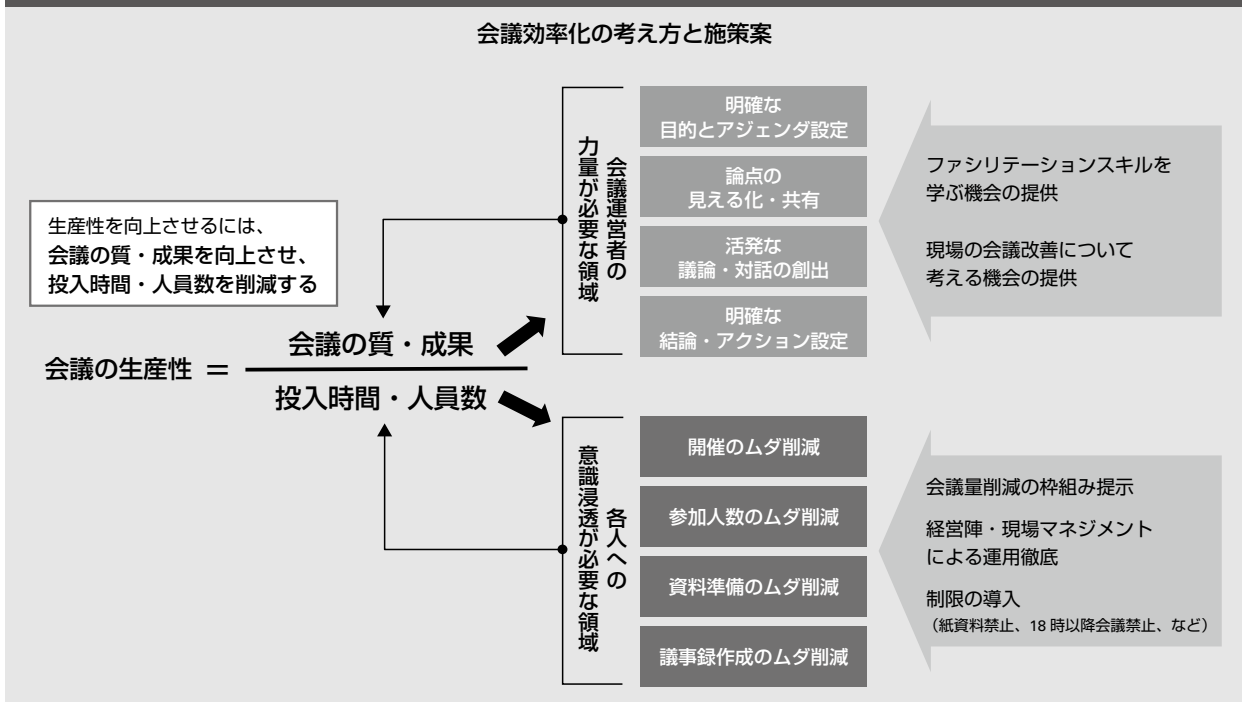 会議効率化の考え方と施策案
生産性を向上させるには、
会議の質・成果を向上させ、
投入時間・人員数を削減する
会議の生産性 =
会議の質・成果
投入時間・人員数
会議運営者の
力量が必要な領域
明確な
目的とアジェンダ設定
論点の
見える化・共有
活発な
議論・対話の創出
明確な
結論・アクション設定
ファシリテーションスキルを
学ぶ機会の提供
現場の会議改善について
考える機会の提供
各人への
意識浸透が必要な領域
開催のムダ削減
参加人数のムダ削減
資料準備のムダ削減
議事録作成のムダ削減
会議量削減の枠組み提示
経営陣・現場マネジメント
による運用徹底
制限の導入
（紙資料禁止、18 時以降会議禁止、など）